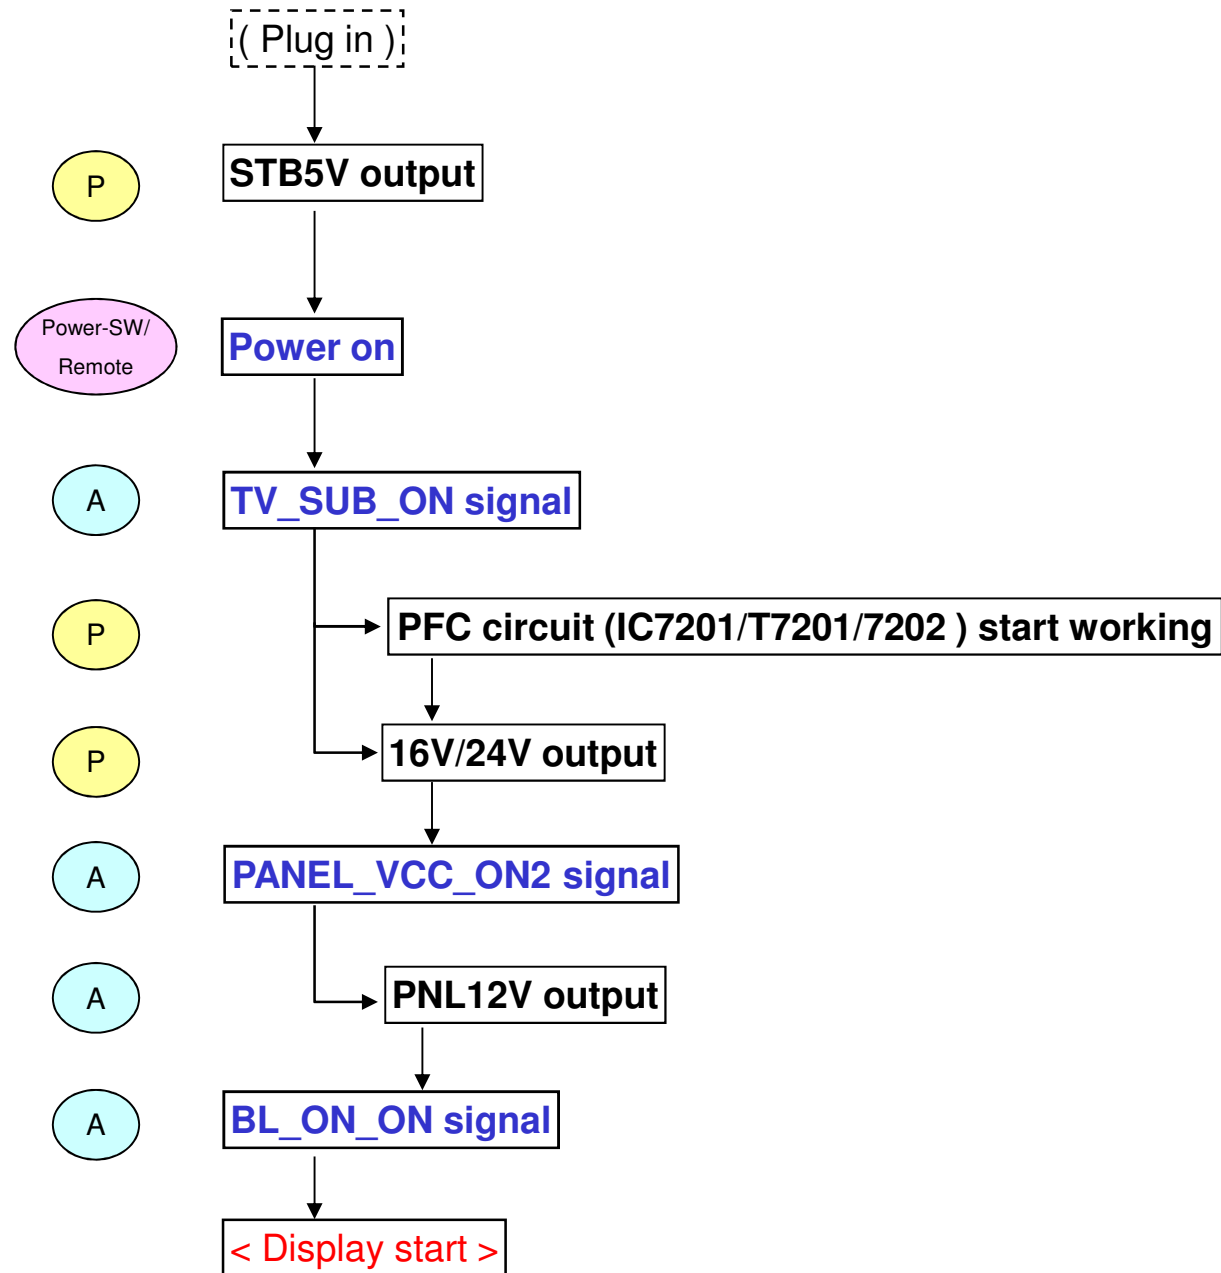 ( Plug in )
P
STB5V output
Power-SW/
Remote
Power on
A
TV_SUB_ON signal
P
PFC circuit (IC7201/T7201/7202 ) start working
P
16V/24V output
A
PANEL_VCC_ON2 signal
A
PNL12V output
A
BL_ON_ON signal
< Display start >